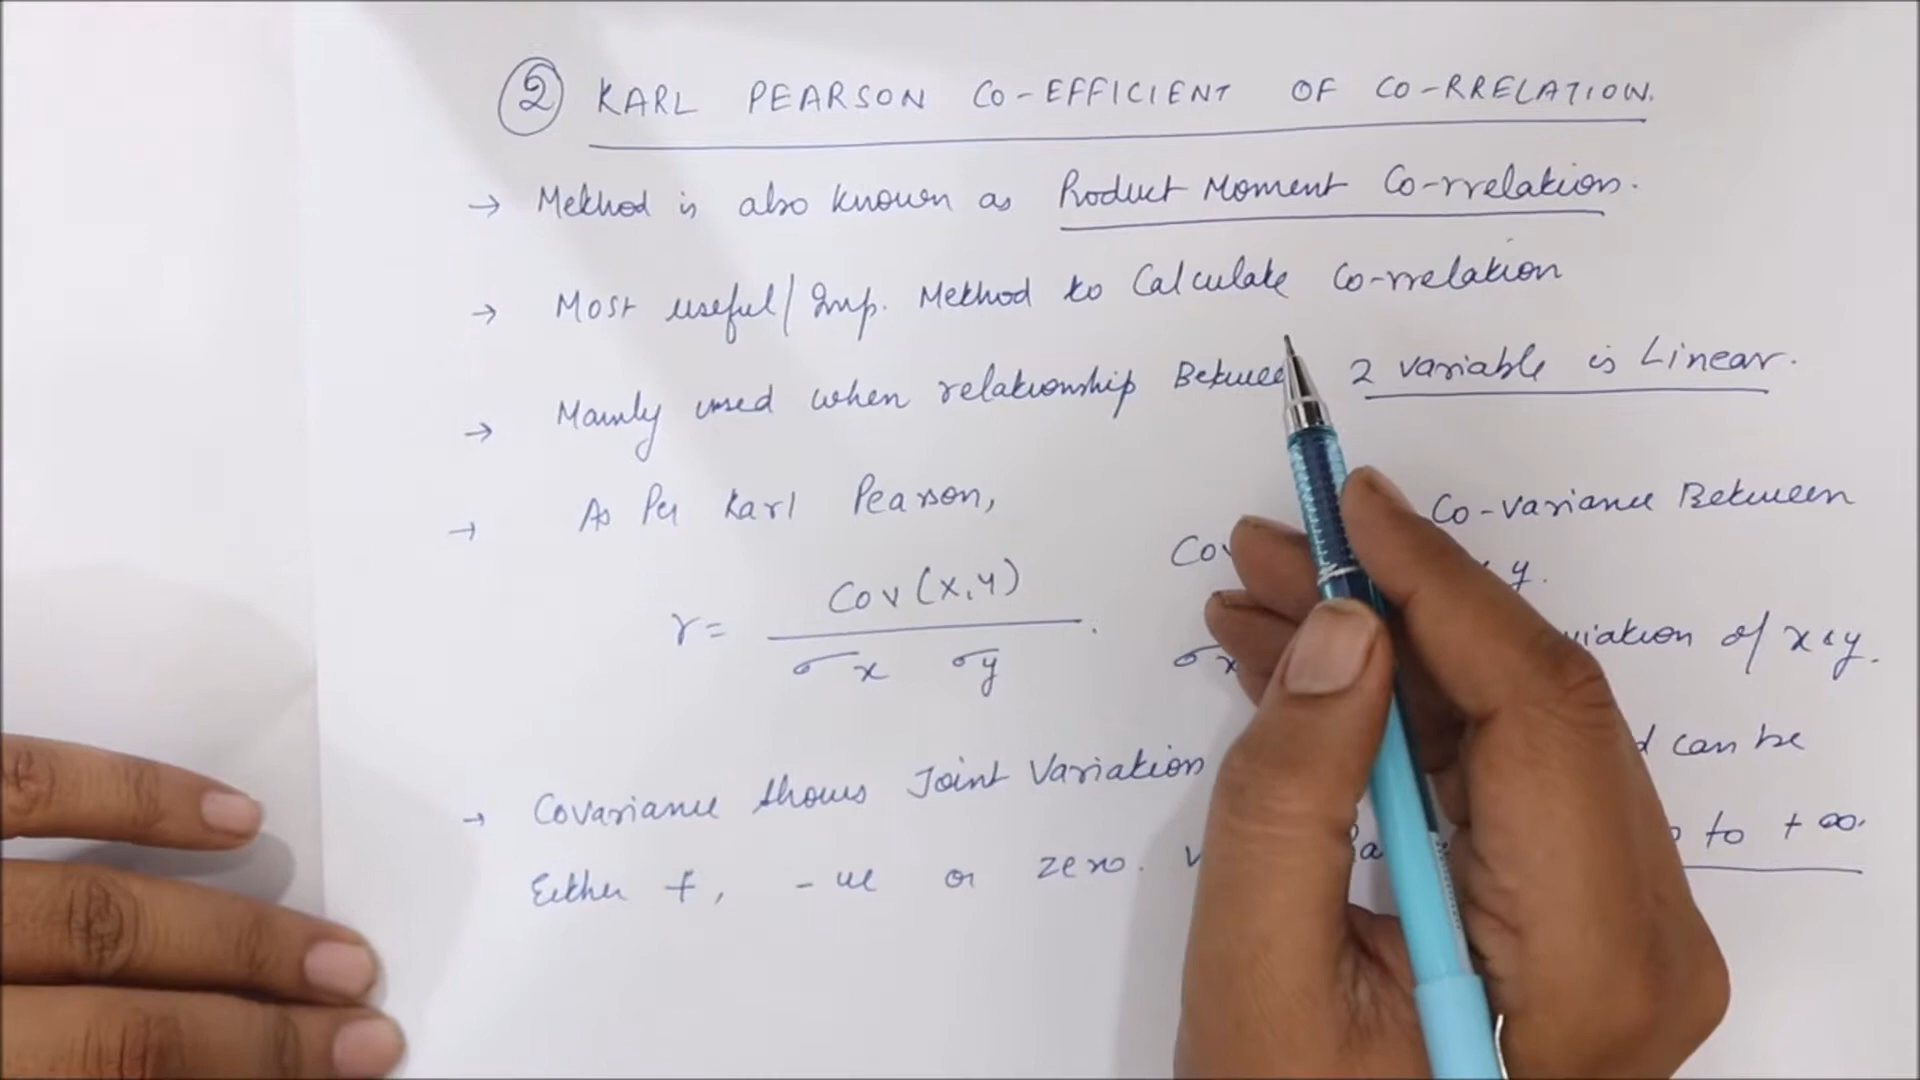 ② KARL PEARSON CO-EFFICIENT OF CO-RRELATION.
→ Method is also known as Product Moment Co-rrelation.
→ Most useful/Imp. Method to Calculate Co-rrelation
→ Mainly used when relationship Between 2 variable is Linear.
→ As Per Karl Pearson,
Co-variance Between
Cov y.
r = Cov (x,y)
σx σy
σx viation of x & y.
→ Covariance shows Joint Variation can be
Either +, -ve or zero. to + ∞.